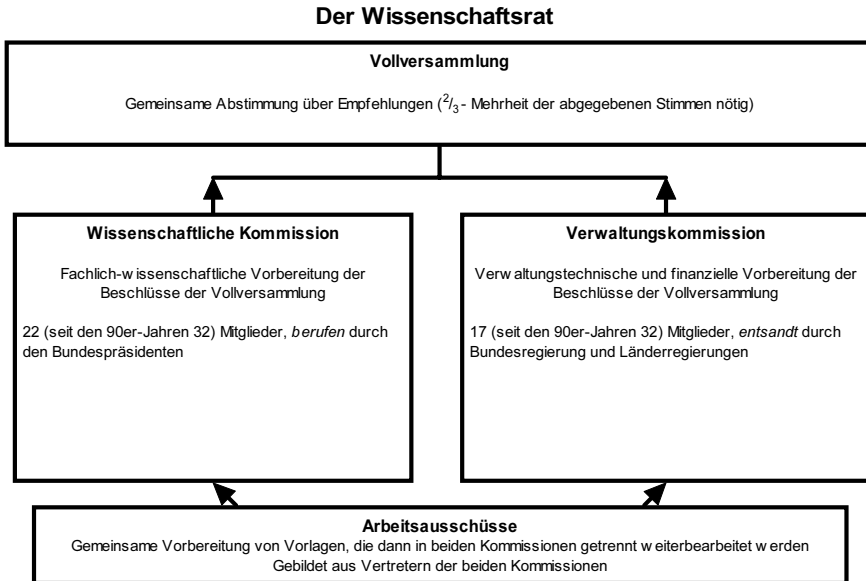 Der Wissenschaftsrat
Vollversammlung
Gemeinsame Abstimmung über Empfehlungen (2/3- Mehrheit der abgegebenen Stimmen nötig)
Wissenschaftliche Kommission
Fachlich-wissenschaftliche Vorbereitung der
Beschlüsse der Vollversammlung
22 (seit den 90er-Jahren 32) Mitglieder, berufen durch
den Bundespräsidenten
Verwaltungskommission
Verwaltungstechnische und finanzielle Vorbereitung der
Beschlüsse der Vollversammlung
17 (seit den 90er-Jahren 32) Mitglieder, entsandt durch
Bundesregierung und Länderregierungen
Arbeitsausschüsse
Gemeinsame Vorbereitung von Vorlagen, die dann in beiden Kommissionen getrennt weiterbearbeitet werden
Gebildet aus Vertretern der beiden Kommissionen